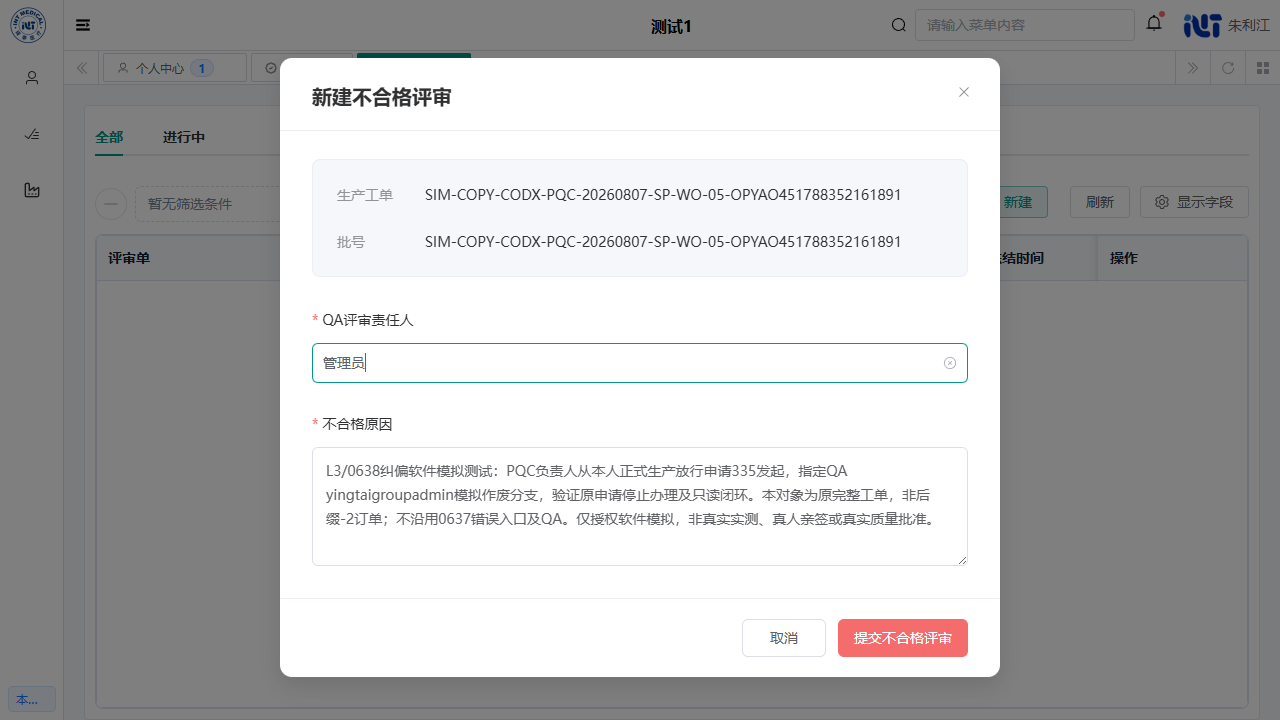 INT MEDICAL
INT
测试1
请输入菜单内容
朱利江
个人中心 1
全部
进行中
暂无筛选条件
新建
刷新
显示字段
评审单
结时间
操作
本...
新建不合格评审
生产工单 SIM-COPY-CODX-PQC-20260807-SP-WO-05-OPYAO451788352161891
批号 SIM-COPY-CODX-PQC-20260807-SP-WO-05-OPYAO451788352161891
* QA评审责任人
管理员
* 不合格原因
L3/0638纠偏软件模拟测试：PQC负责人从本人正式生产放行申请335发起，指定QA
yingtaigroupadmin模拟作废分支，验证原申请停止办理及只读闭环。本对象为原完整工单，非后
缀-2订单；不沿用0637错误入口及QA。仅授权软件模拟，非真实实测、真人亲签或真实质量批准。
取消
提交不合格评审